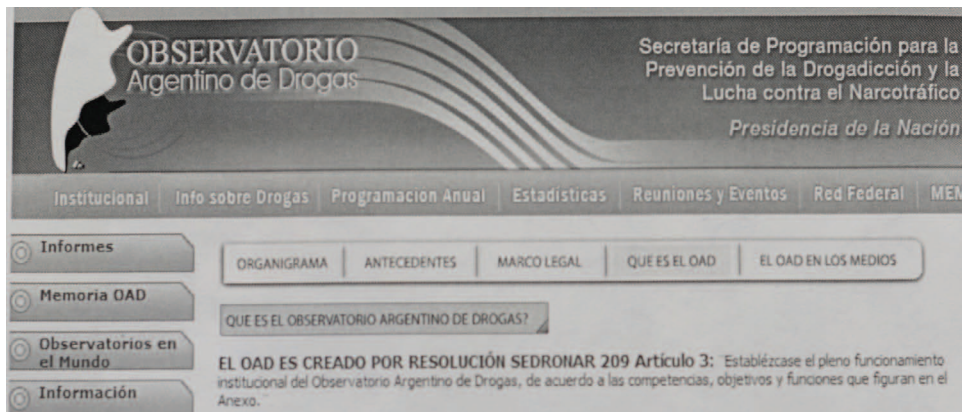 OBSERVATORIO
Argentino de Drogas
Secretaría de Programación para la
Prevención de la Drogadicción y la
Lucha contra el Narcotráfico
Presidencia de la Nación
Institucional Info sobre Drogas Programacion Anual Estadísticas Reuniones y Eventos Red Federal MEM
Informes
Memoria OAD
Observatorios en
el Mundo
Información
ORGANIGRAMA ANTECEDENTES MARCO LEGAL QUE ES EL OAD EL OAD EN LOS MEDIOS
QUE ES EL OBSERVATORIO ARGENTINO DE DROGAS?
EL OAD ES CREADO POR RESOLUCIÓN SEDRONAR 209 Artículo 3: Establézcase el pleno funcionamiento
institucional del Observatorio Argentino de Drogas, de acuerdo a las competencias, objetivos y funciones que figuran en el
Anexo.